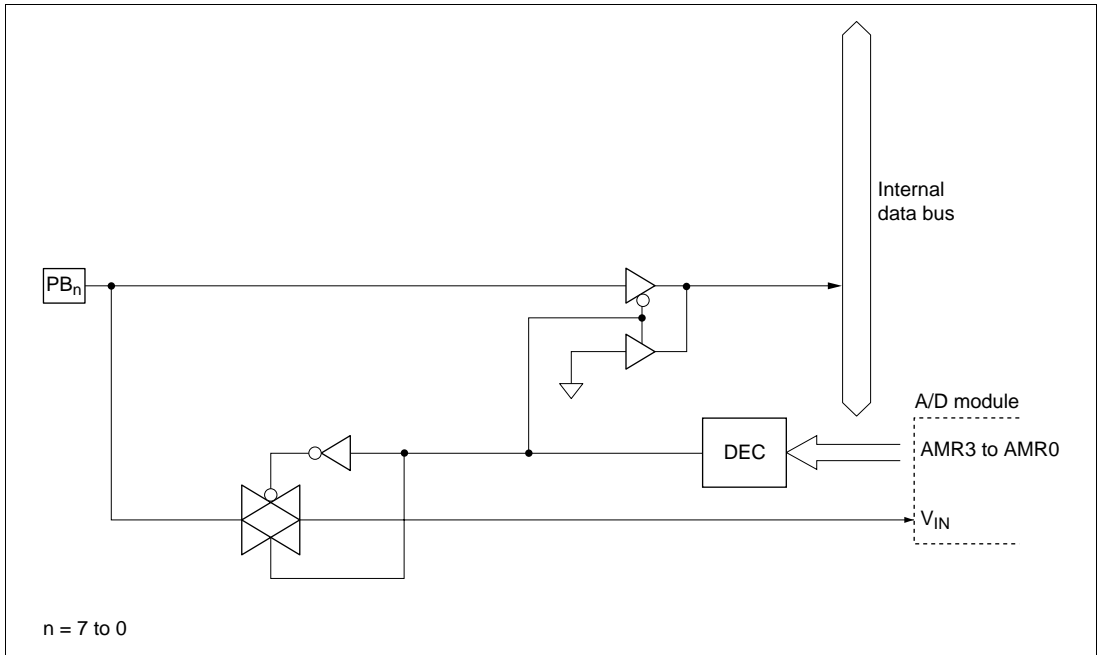 Internal
data bus
PBn
A/D module
DEC
AMR3 to AMR0
VIN
n = 7 to 0